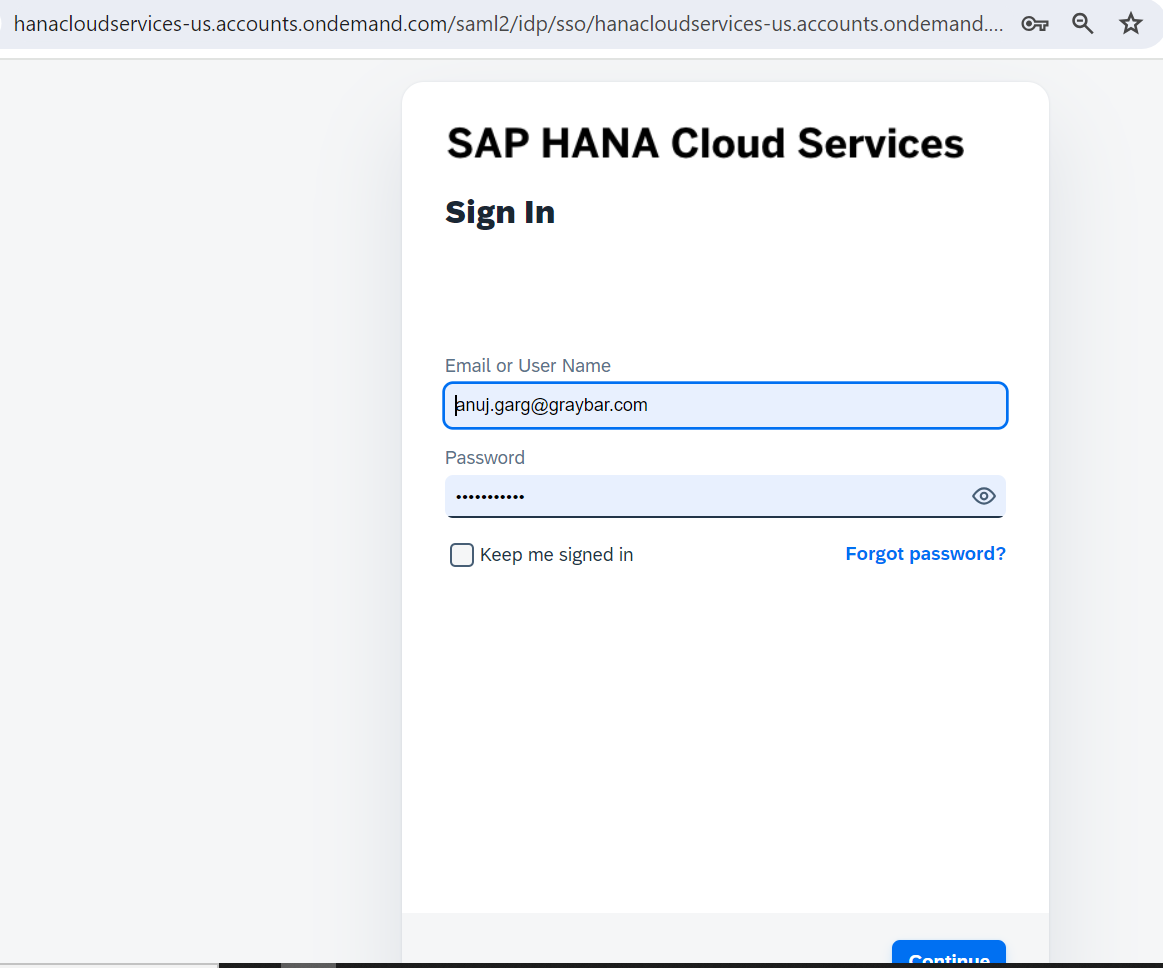 hanacloudservices-us.accounts.ondemand.com/saml2/idp/sso/hanacloudservices-us.accounts.ondemand....
SAP HANA Cloud Services
Sign In
Email or User Name
anuj.garg@graybar.com
Password
•••••••••••
Keep me signed in Forgot password?
Continue